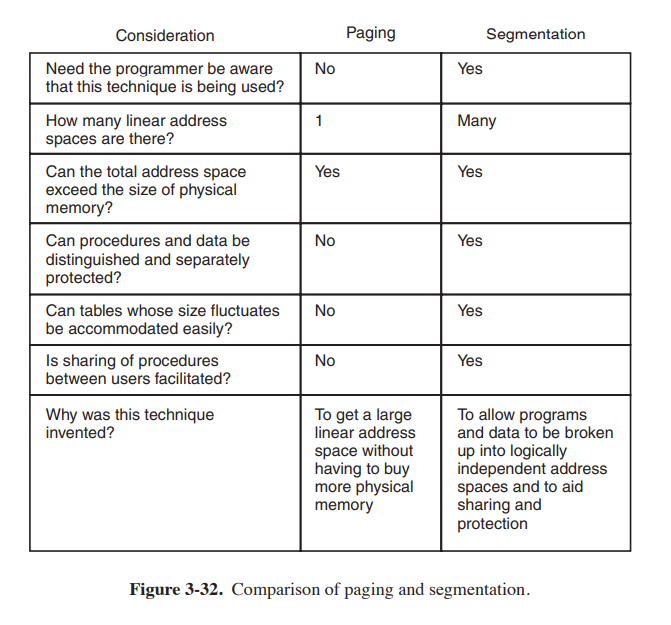 Consideration Paging Segmentation
Need the programmer be aware
that this technique is being used?
No
Yes
How many linear address
spaces are there?
1
Many
Can the total address space
exceed the size of physical
memory?
Yes
Yes
Can procedures and data be
distinguished and separately
protected?
No
Yes
Can tables whose size fluctuates
be accommodated easily?
No
Yes
Is sharing of procedures
between users facilitated?
No
Yes
Why was this technique
invented?
To get a large
linear address
space without
having to buy
more physical
memory
To allow programs
and data to be broken
up into logically
independent address
spaces and to aid
sharing and
protection
Figure 3-32. Comparison of paging and segmentation.